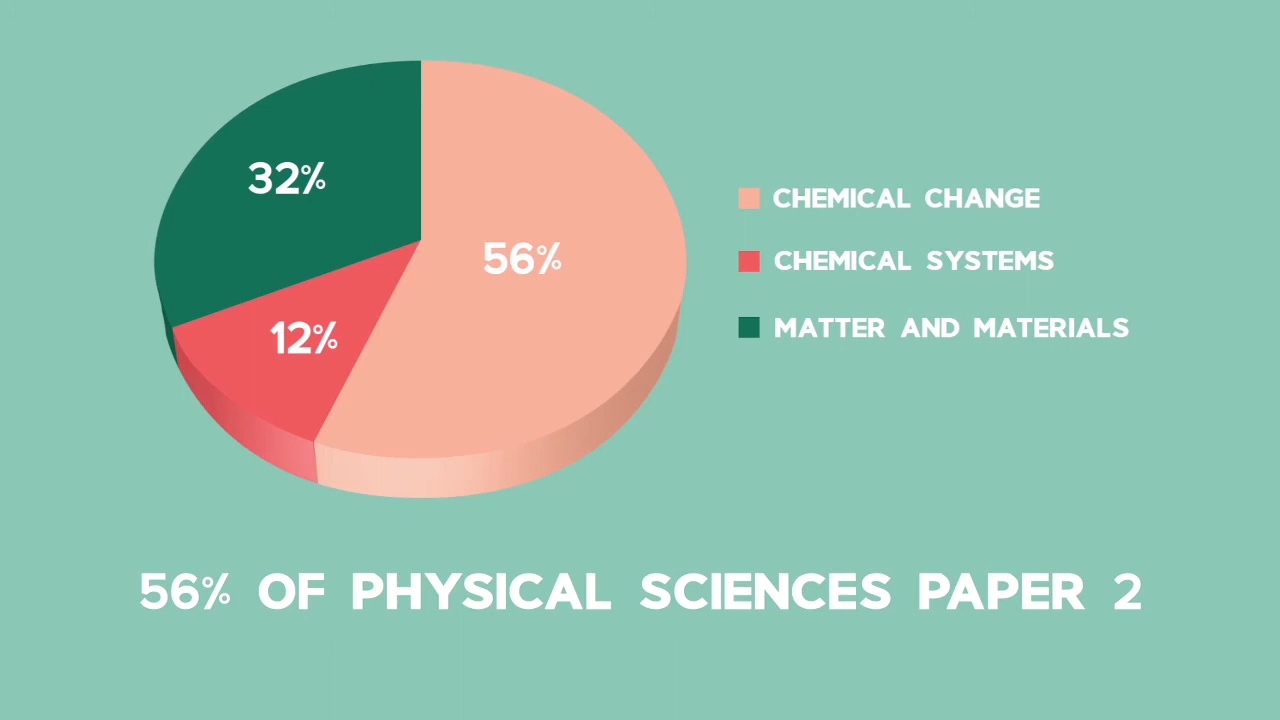 32%
56%
12%
CHEMICAL CHANGE
CHEMICAL SYSTEMS
MATTER AND MATERIALS
56% OF PHYSICAL SCIENCES PAPER 2